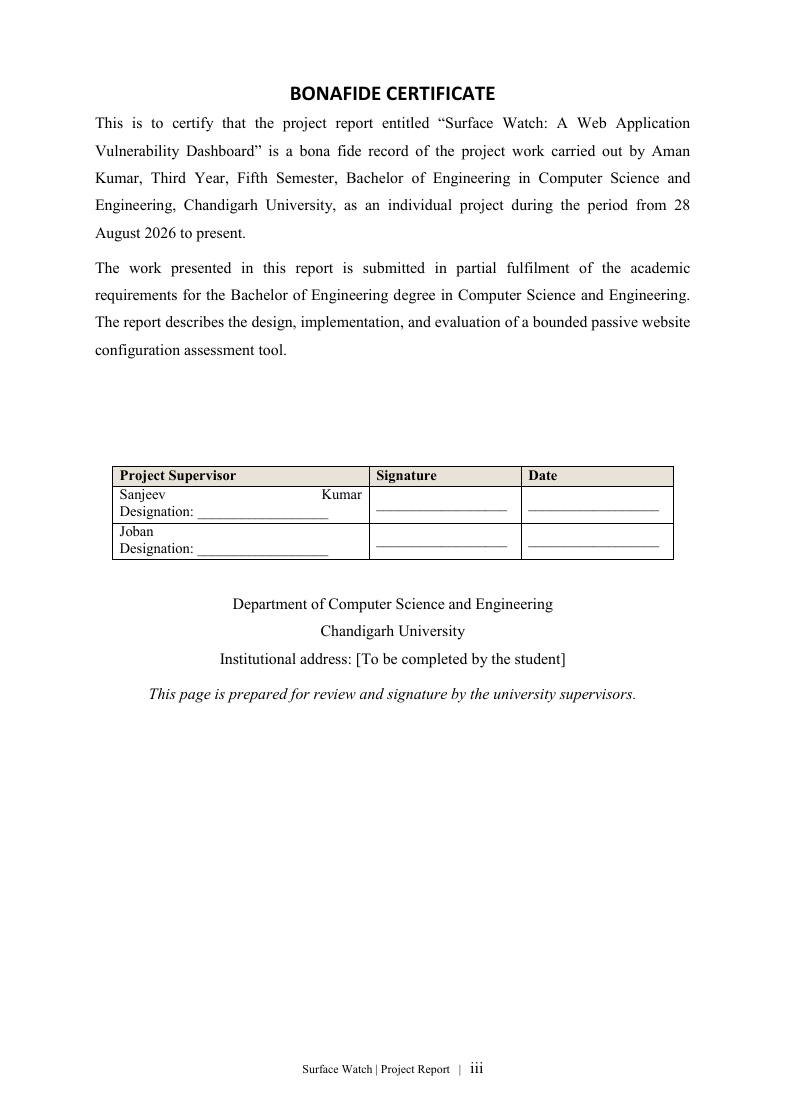 BONAFIDE CERTIFICATE
This is to certify that the project report entitled “Surface Watch: A Web Application
Vulnerability Dashboard” is a bona fide record of the project work carried out by Aman
Kumar, Third Year, Fifth Semester, Bachelor of Engineering in Computer Science and
Engineering, Chandigarh University, as an individual project during the period from 28
August 2026 to present.
The work presented in this report is submitted in partial fulfilment of the academic
requirements for the Bachelor of Engineering degree in Computer Science and Engineering.
The report describes the design, implementation, and evaluation of a bounded passive website
configuration assessment tool.
Project Supervisor Signature Date
Sanjeev Kumar
Designation: __________________ __________________ __________________
Joban
Designation: __________________ __________________ __________________
Department of Computer Science and Engineering
Chandigarh University
Institutional address: [To be completed by the student]
This page is prepared for review and signature by the university supervisors.
Surface Watch | Project Report | iii